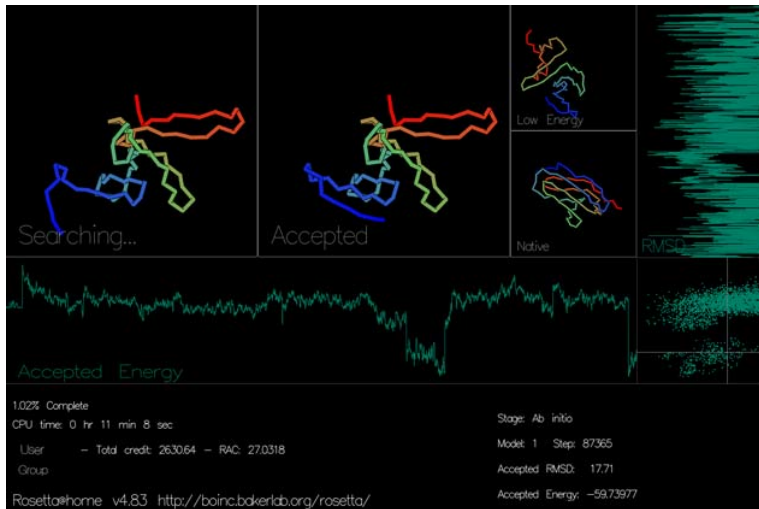 Searching...
Accepted
Low Energy
Native
RMSD
Accepted Energy
1.02% Complete
CPU time: 0 hr 11 min 8 sec
User - Total credit: 2630.64 - RAC: 27.0318
Group
Rosetta@home v4.83 http://boinc.bakerlab.org/rosetta/
Stage: Ab initio
Model: 1 Step: 87365
Accepted RMSD: 17.71
Accepted Energy: -59.73977